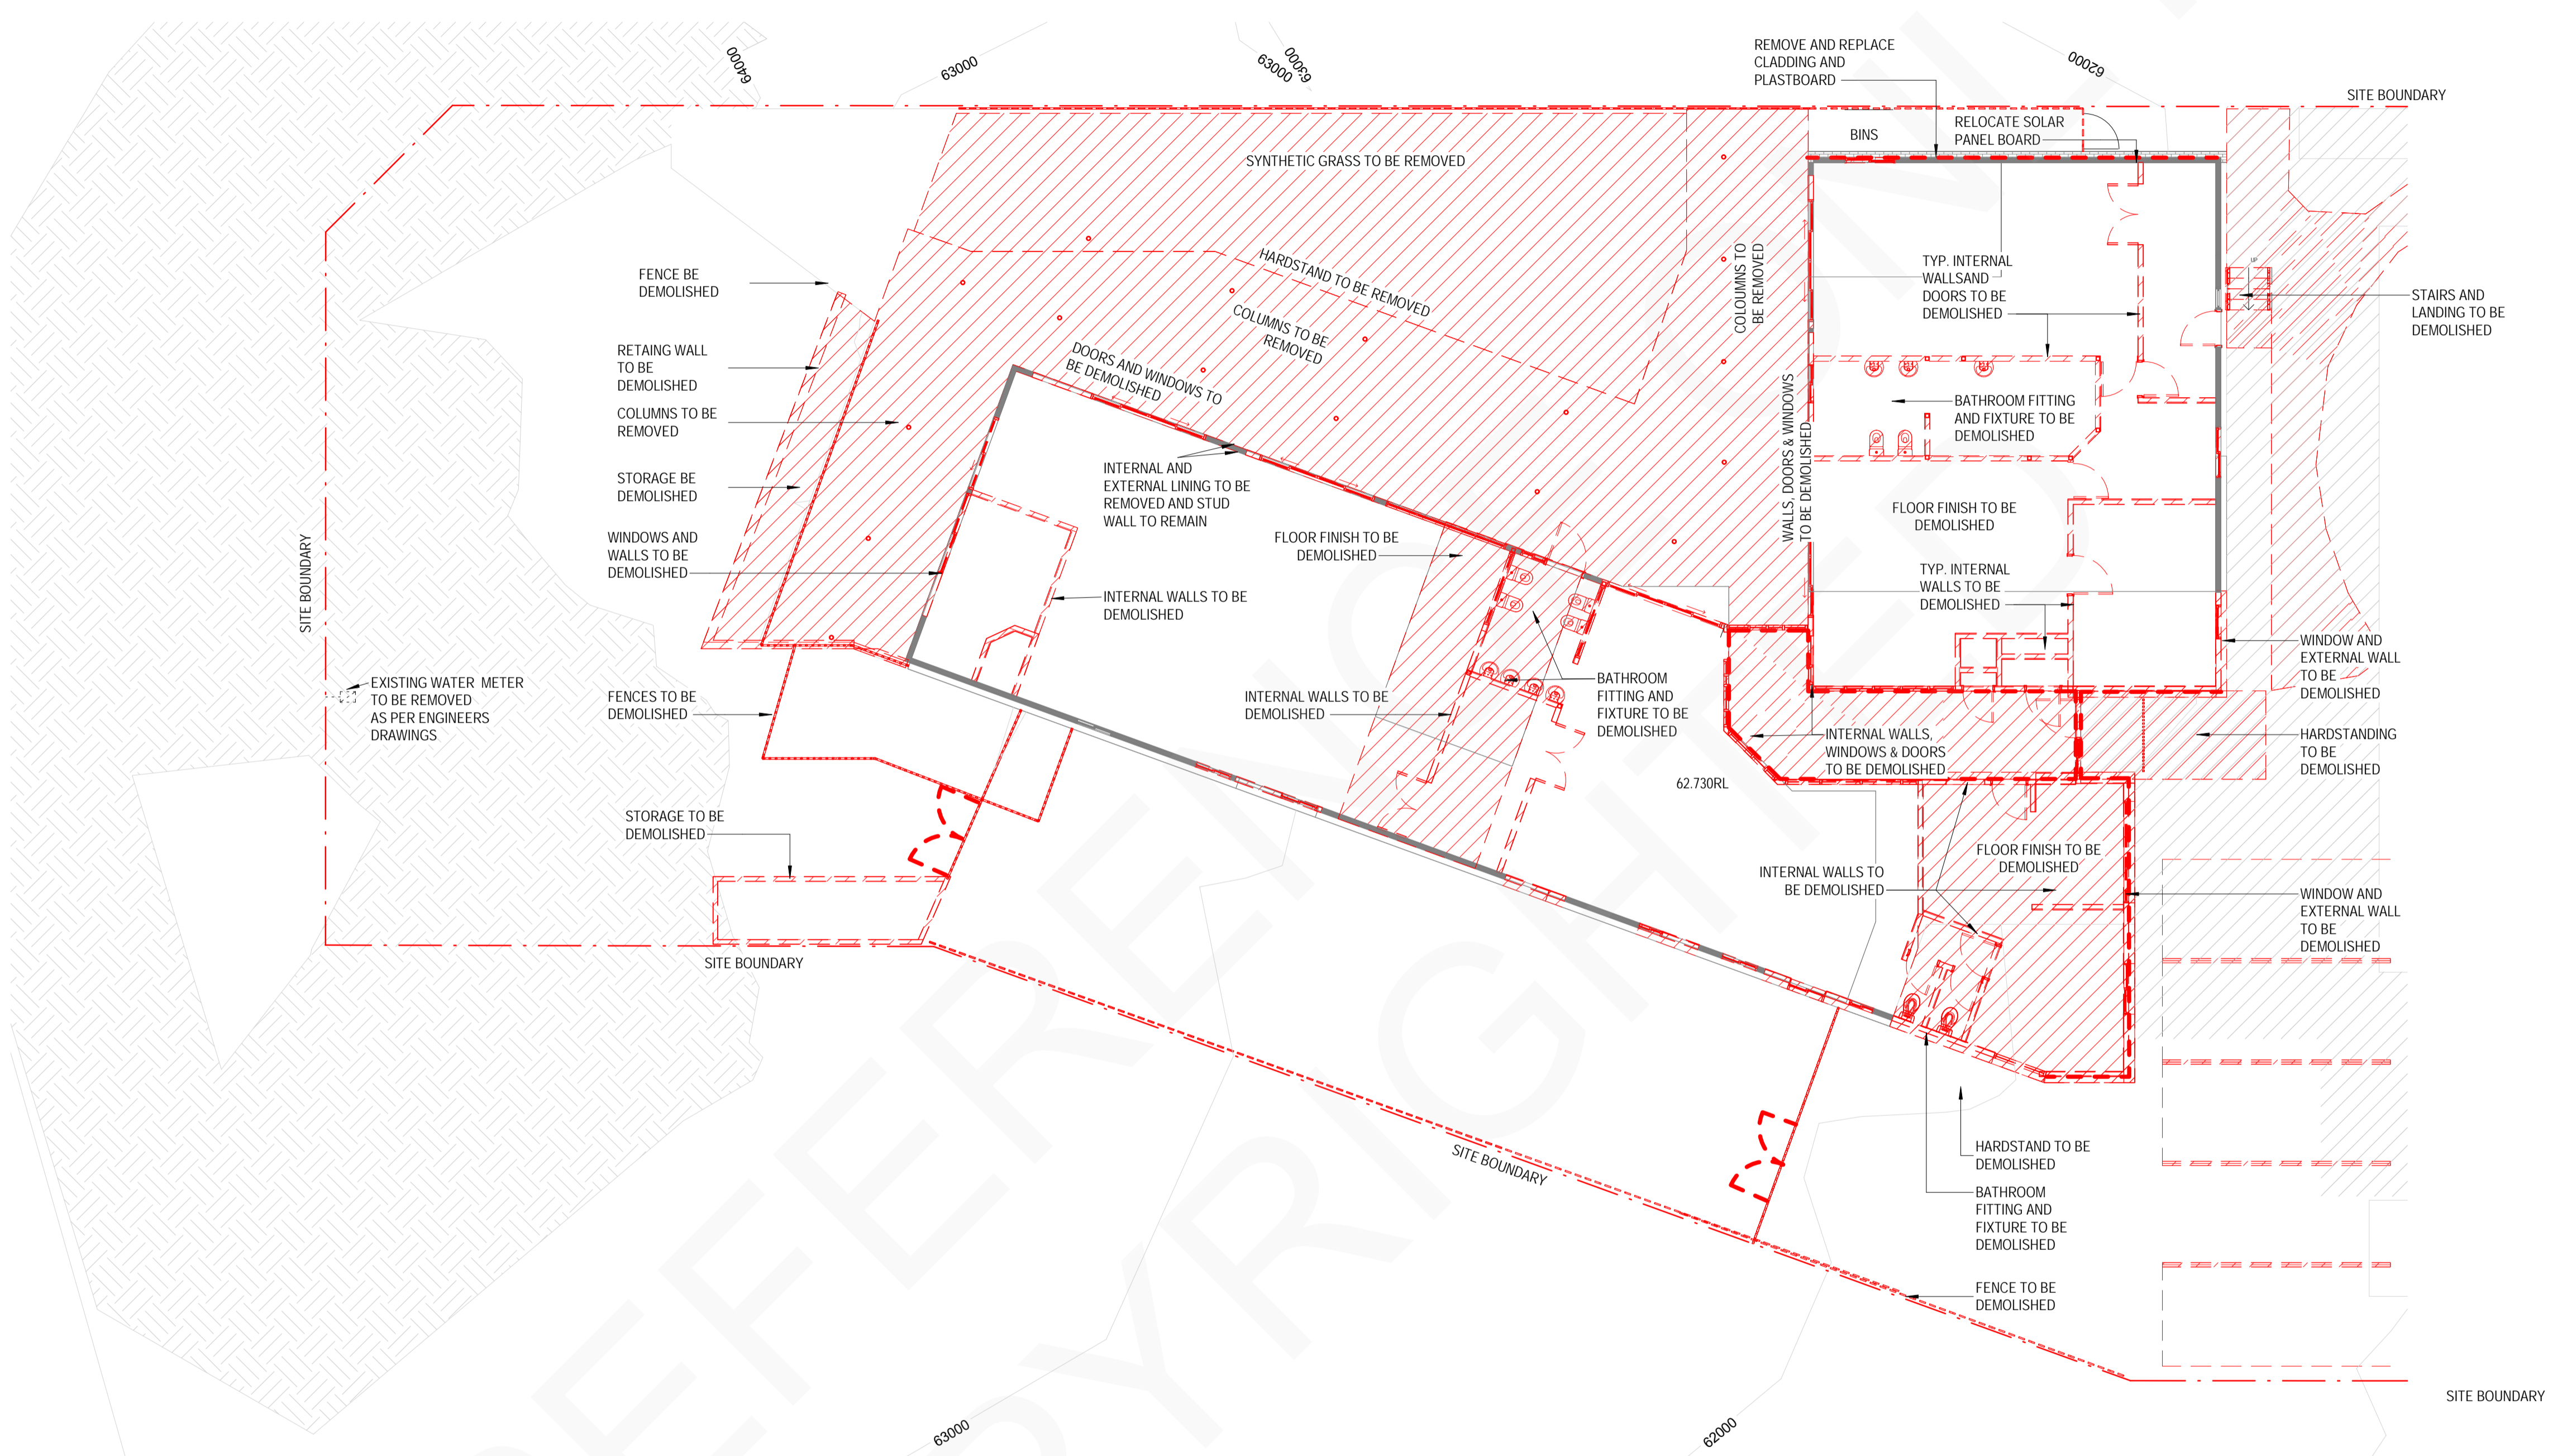 64000
63000
63000
63000
62000
REMOVE AND REPLACE
CLADDING AND
PLASTBOARD
SITE BOUNDARY
BINS
RELOCATE SOLAR
PANEL BOARD
SYNTHETIC GRASS TO BE REMOVED
HARDSTAND TO BE REMOVED
COLUMNS TO BE
REMOVED
COLOUMNS TO
BE REMOVED
TYP. INTERNAL
WALLSAND
DOORS TO BE
DEMOLISHED
UP
STAIRS AND
LANDING TO BE
DEMOLISHED
FENCE BE
DEMOLISHED
RETAING WALL
TO BE
DEMOLISHED
DOORS AND WINDOWS TO
BE DEMOLISHED
COLUMNS TO BE
REMOVED
WALLS, DOORS & WINDOWS
TO BE DEMOLISHED
BATHROOM FITTING
AND FIXTURE TO BE
DEMOLISHED
STORAGE BE
DEMOLISHED
INTERNAL AND
EXTERNAL LINING TO BE
REMOVED AND STUD
WALL TO REMAIN
FLOOR FINISH TO BE
DEMOLISHED
FLOOR FINISH TO BE
DEMOLISHED
WINDOWS AND
WALLS TO BE
DEMOLISHED
SITE BOUNDARY
INTERNAL WALLS TO BE
DEMOLISHED
TYP. INTERNAL
WALLS TO BE
DEMOLISHED
WINDOW AND
EXTERNAL WALL
TO BE
DEMOLISHED
EXISTING WATER METER
TO BE REMOVED
AS PER ENGINEERS
DRAWINGS
FENCES TO BE
DEMOLISHED
INTERNAL WALLS TO BE
DEMOLISHED
BATHROOM
FITTING AND
FIXTURE TO BE
DEMOLISHED
INTERNAL WALLS,
WINDOWS & DOORS
TO BE DEMOLISHED
HARDSTANDING
TO BE
DEMOLISHED
62.730RL
STORAGE TO BE
DEMOLISHED
FLOOR FINISH TO BE
DEMOLISHED
INTERNAL WALLS TO
BE DEMOLISHED
WINDOW AND
EXTERNAL WALL
TO BE
DEMOLISHED
SITE BOUNDARY
SITE BOUNDARY
HARDSTAND TO BE
DEMOLISHED
BATHROOM
FITTING AND
FIXTURE TO BE
DEMOLISHED
FENCE TO BE
DEMOLISHED
SITE BOUNDARY
63000
62000